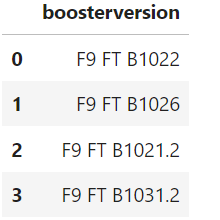 boosterversion
0 F9 FT B1022
1 F9 FT B1026
2 F9 FT B1021.2
3 F9 FT B1031.2